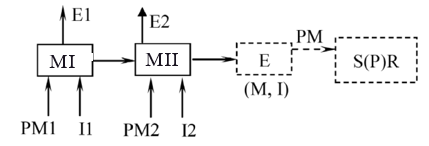 E1 E2
MI MII E PM S(P)R
(M, I)
PM1 I1 PM2 I2